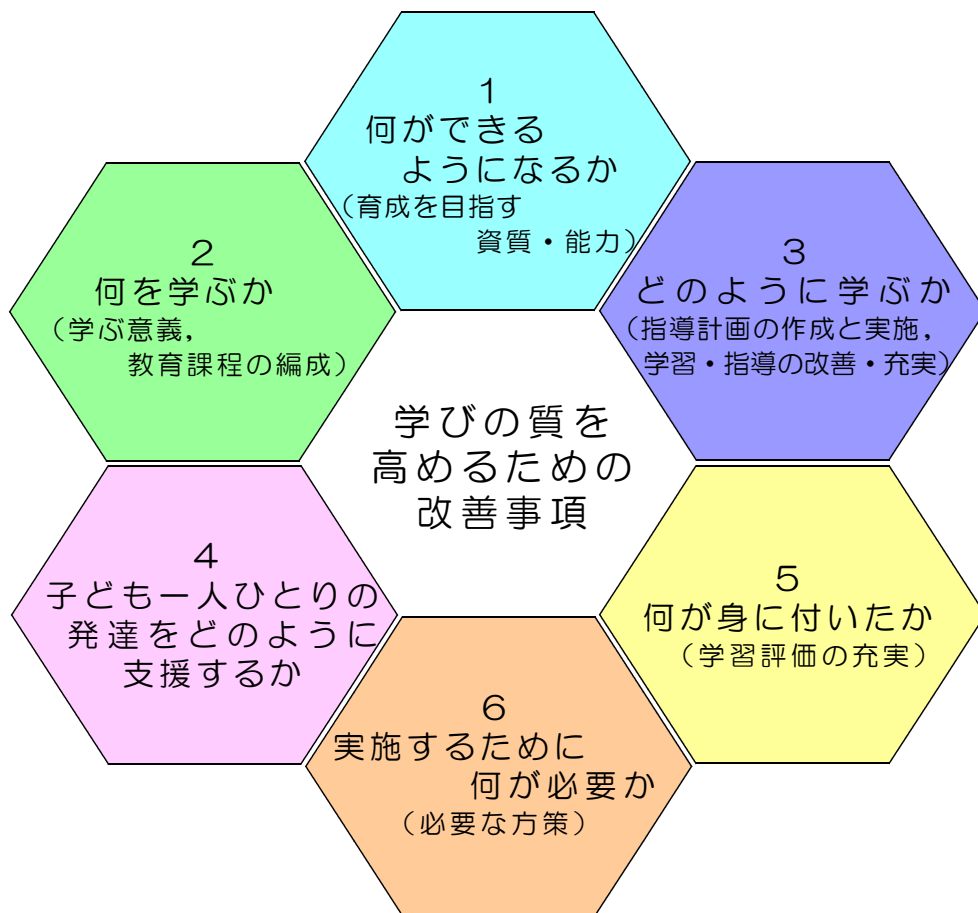 1
何ができる
ようになるか
（育成を目指す
資質・能力）
2
何を学ぶか
（学ぶ意義，
教育課程の編成）
3
どのように学ぶか
（指導計画の作成と実施，
学習・指導の改善・充実）
学びの質を
高めるための
改善事項
4
子ども一人ひとりの
発達をどのように
支援するか
5
何が身に付いたか
（学習評価の充実）
6
実施するために
何が必要か
（必要な方策）